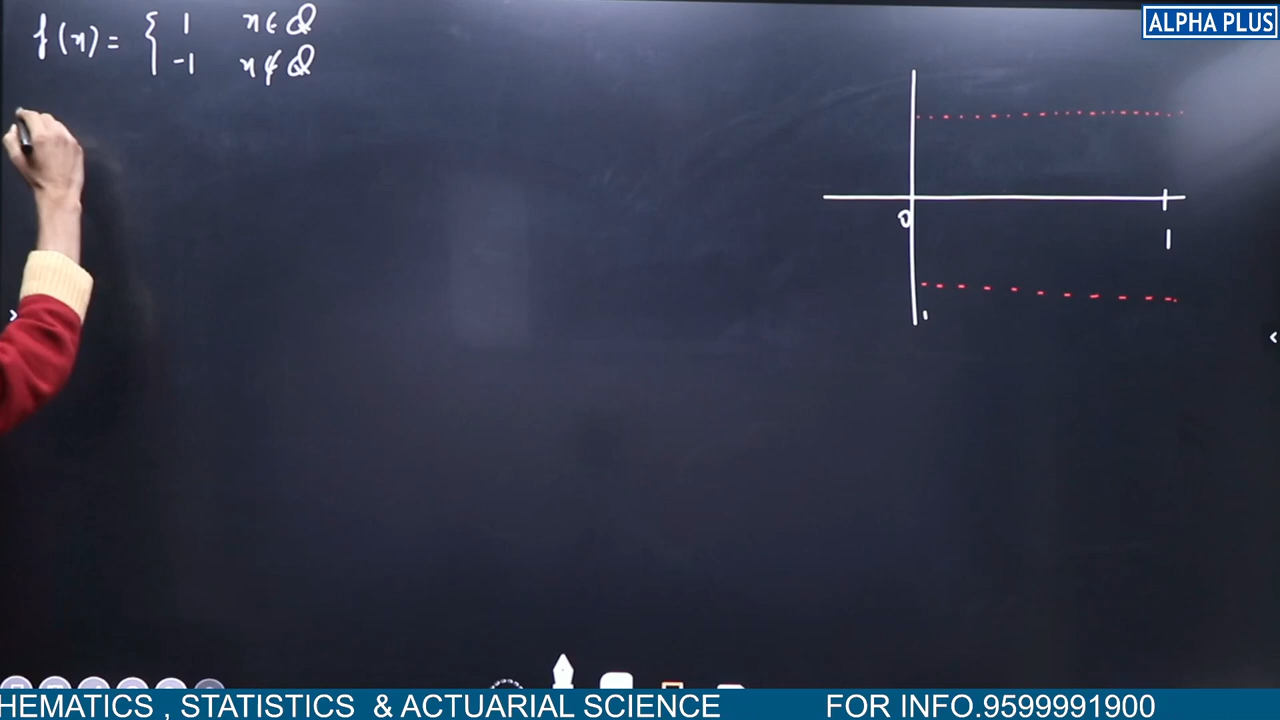 f(x) = { 1 x ∈ Q
-1 x ∉ Q
ALPHA PLUS
0
1
HEMATICS , STATISTICS & ACTUARIAL SCIENCE FOR INFO.9599991900